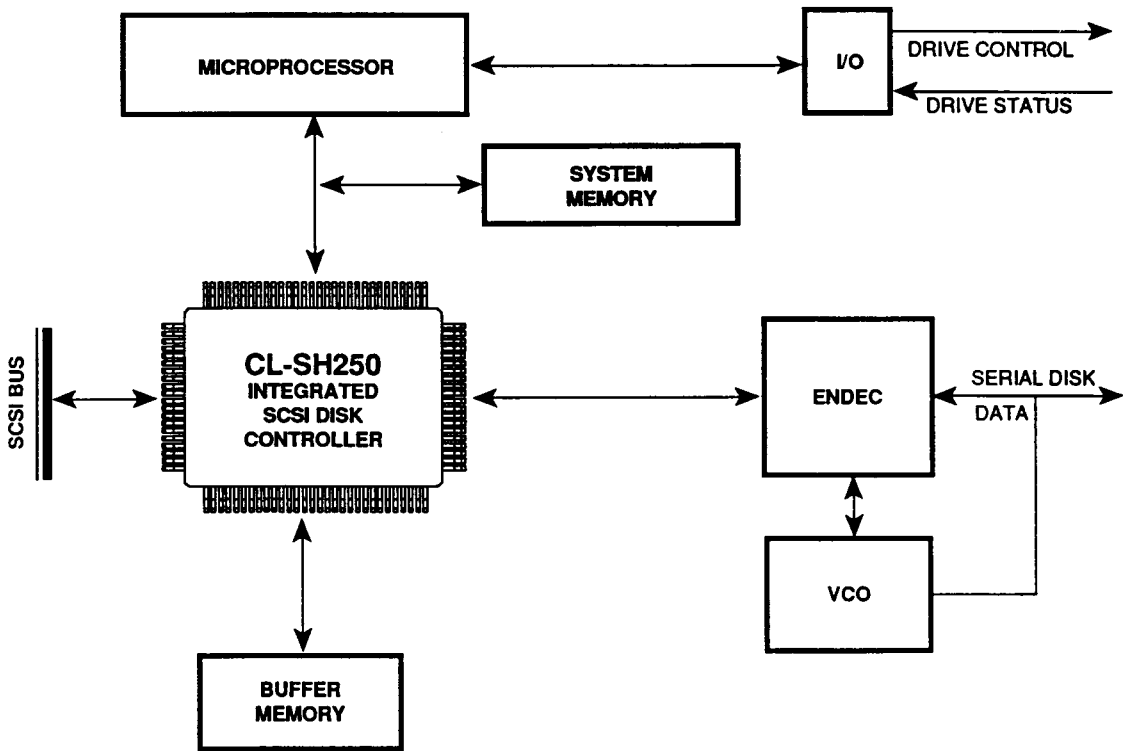 MICROPROCESSOR
I/O
DRIVE CONTROL
DRIVE STATUS
SYSTEM
MEMORY
SCSI BUS
CL-SH250
INTEGRATED
SCSI DISK
CONTROLLER
ENDEC
SERIAL DISK
DATA
VCO
BUFFER
MEMORY